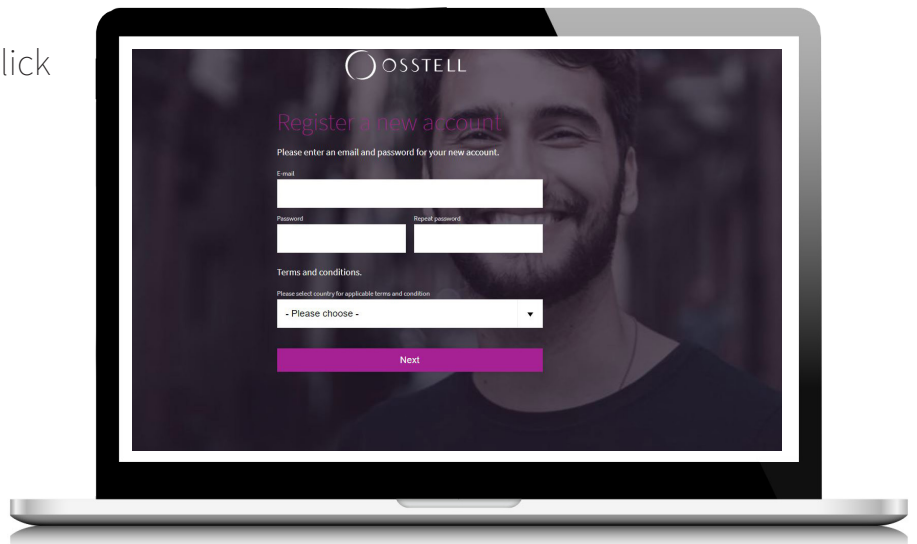 lick
OSSTELL
Register a new account
Please enter an email and password for your new account.
E-mail
Password Repeat password
Terms and conditions.
Please select country for applicable terms and condition
- Please choose -
Next